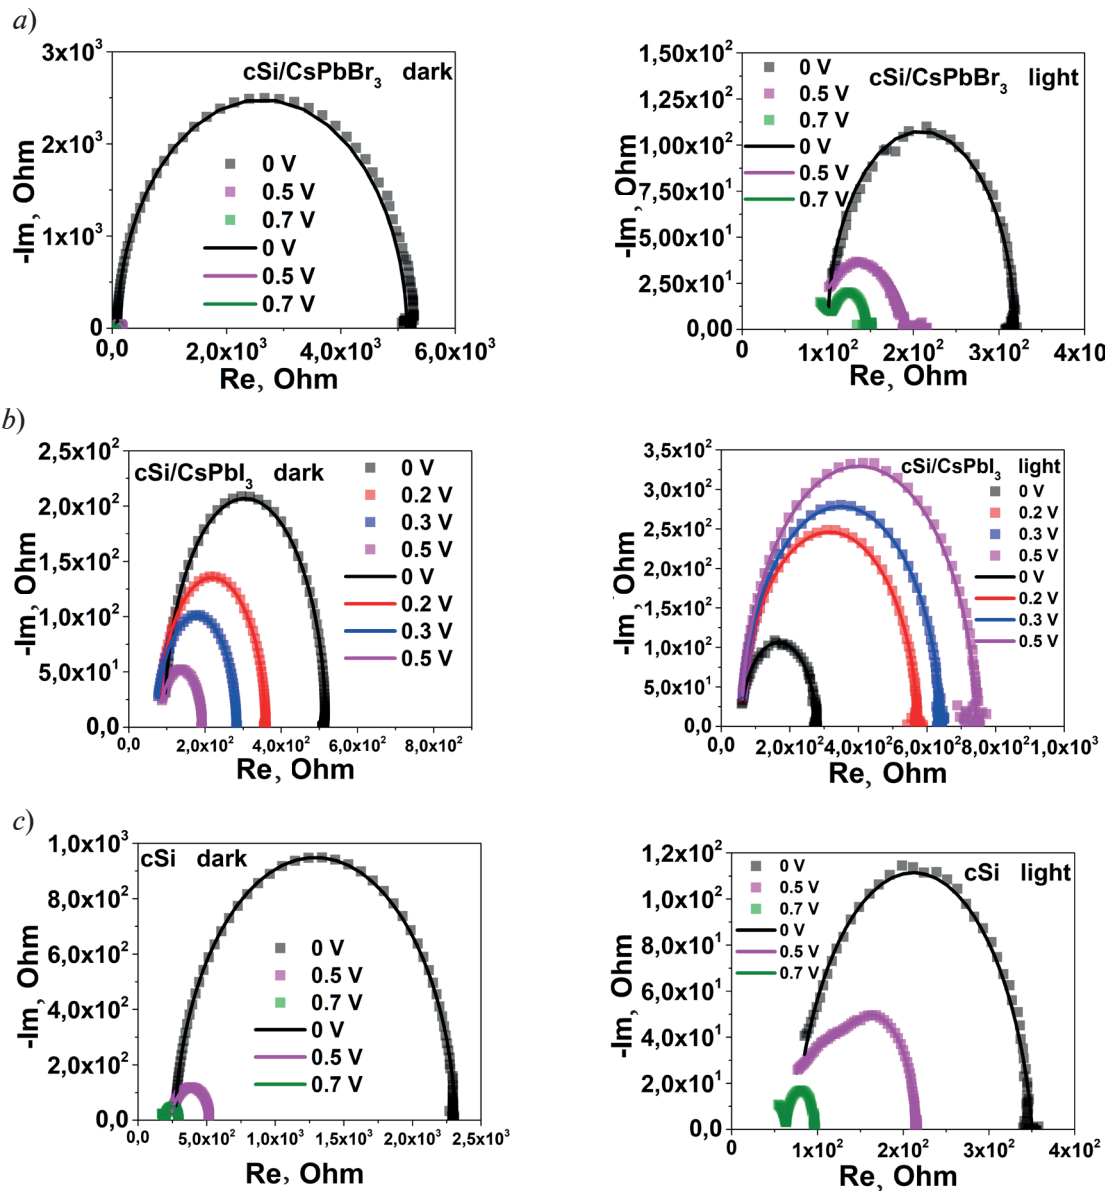 a)
3x10³
2x10³
1x10³
0
-Im, Ohm
cSi/CsPbBr₃ dark
0 V
0.5 V
0.7 V
0 V
0.5 V
0.7 V
0,0
2,0x10³
4,0x10³
6,0x10³
Re, Ohm
1,50x10²
1,25x10²
1,00x10²
7,50x10¹
5,00x10¹
2,50x10¹
0,00
-Im, Ohm
0 V
0.5 V
0.7 V
0 V
0.5 V
0.7 V
cSi/CsPbBr₃ light
0
1x10²
2x10²
3x10²
4x10
Re, Ohm
b)
2,5x10²
2,0x10²
1,5x10²
1,0x10²
5,0x10¹
0,0
-Im, Ohm
cSi/CsPbI₃ dark
0 V
0.2 V
0.3 V
0.5 V
0 V
0.2 V
0.3 V
0.5 V
0,0
2,0x10²
4,0x10²
6,0x10²
8,0x10²
Re, Ohm
3,5x10²
3,0x10²
2,5x10²
2,0x10²
1,5x10²
1,0x10²
5,0x10¹
0,0
-Im, Ohm
cSi/CsPbI₃ light
0 V
0.2 V
0.3 V
0.5 V
0 V
0.2 V
0.3 V
0.5 V
0,0
2,0x10²
4,0x10²
6,0x10²
8,0x10²
1,0x10³
Re, Ohm
c)
1,0x10³
8,0x10²
6,0x10²
4,0x10²
2,0x10²
0,0
-Im, Ohm
cSi dark
0 V
0.5 V
0.7 V
0 V
0.5 V
0.7 V
0,0
5,0x10²
1,0x10³
1,5x10³
2,0x10³
2,5x10³
Re, Ohm
1,2x10²
1,0x10²
8,0x10¹
6,0x10¹
4,0x10¹
2,0x10¹
0,0
-Im, Ohm
0 V
0.5 V
0.7 V
0 V
0.5 V
0.7 V
cSi light
0
1x10²
2x10²
3x10²
4x10²
Re, Ohm